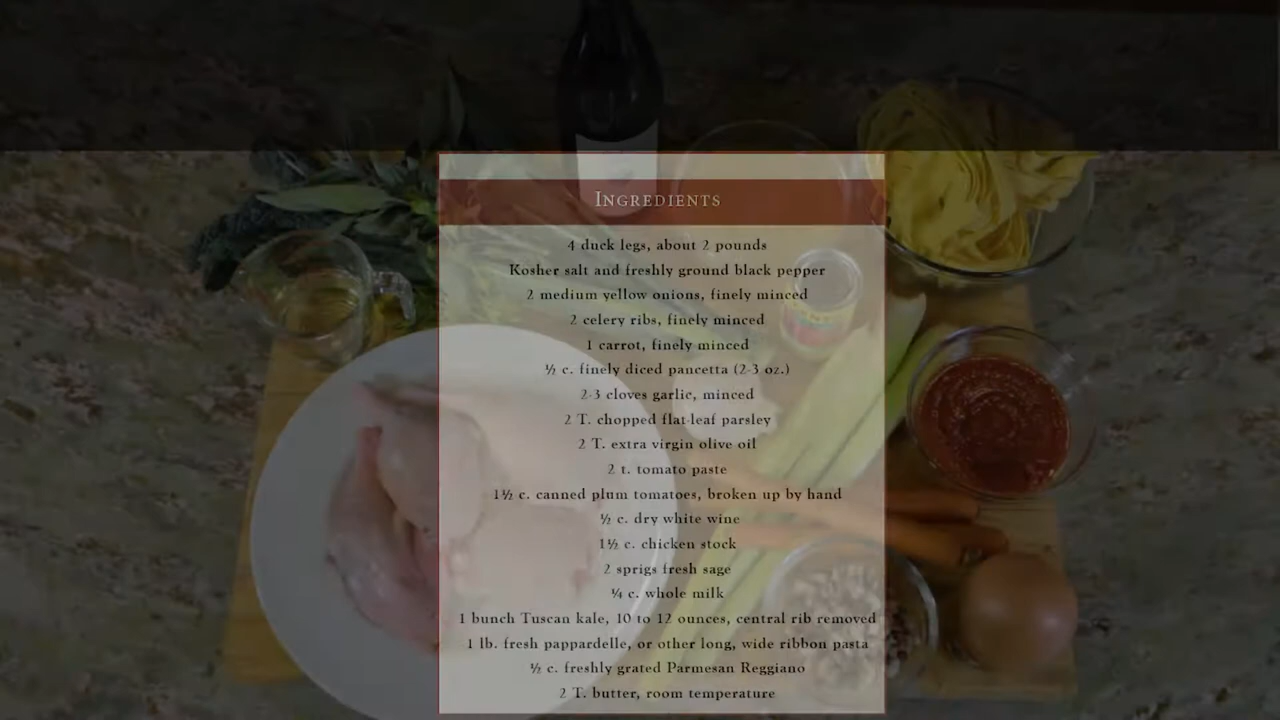 Ingredients
4 duck legs, about 2 pounds
Kosher salt and freshly ground black pepper
2 medium yellow onions, finely minced
2 celery ribs, finely minced
1 carrot, finely minced
½ c. finely diced pancetta (2-3 oz.)
2-3 cloves garlic, minced
2 T. chopped flat-leaf parsley
2 T. extra virgin olive oil
2 t. tomato paste
1½ c. canned plum tomatoes, broken up by hand
½ c. dry white wine
1½ c. chicken stock
2 sprigs fresh sage
¼ c. whole milk
1 bunch Tuscan kale, 10 to 12 ounces, central rib removed
1 lb. fresh pappardelle, or other long, wide ribbon pasta
½ c. freshly grated Parmesan Reggiano
2 T. butter, room temperature